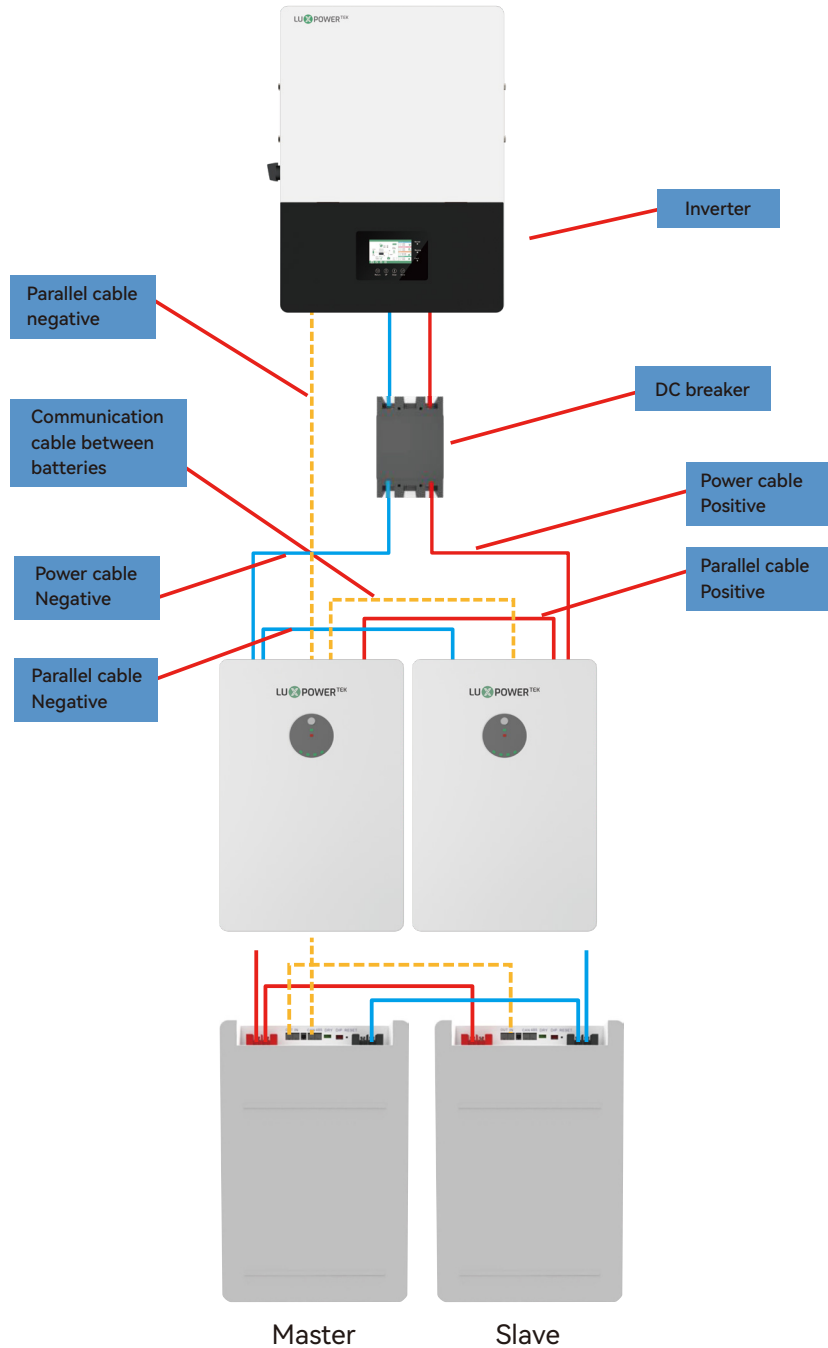 LUXPOWERTEK
Inverter
Parallel cable
negative
DC breaker
Communication
cable between
batteries
Power cable
Positive
Power cable
Negative
Parallel cable
Positive
Parallel cable
Negative
LUXPOWERTEK
LUXPOWERTEK
Master
Slave